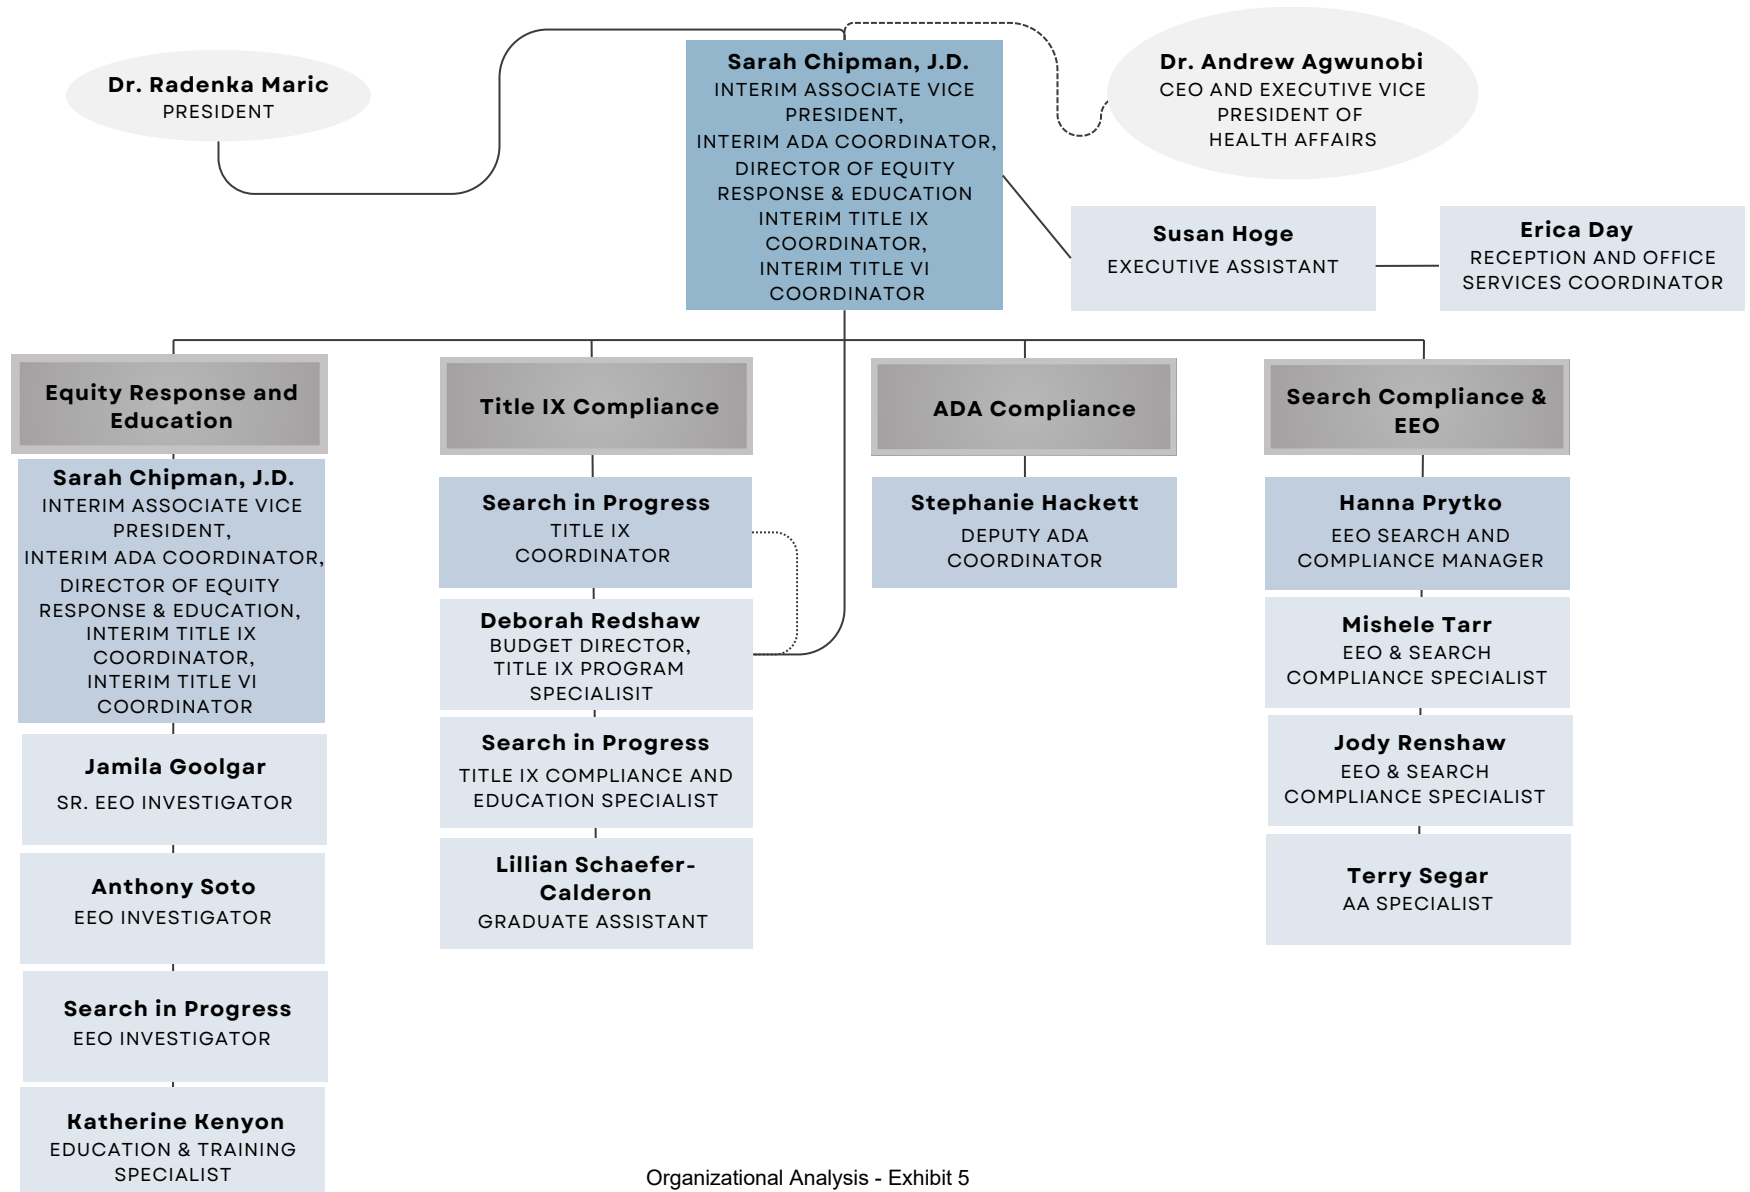 Dr. Radenka Maric
PRESIDENT
Sarah Chipman, J.D.
INTERIM ASSOCIATE VICE
PRESIDENT,
INTERIM ADA COORDINATOR,
DIRECTOR OF EQUITY
RESPONSE & EDUCATION
INTERIM TITLE IX
COORDINATOR,
INTERIM TITLE VI
COORDINATOR
Dr. Andrew Agwunobi
CEO AND EXECUTIVE VICE
PRESIDENT OF
HEALTH AFFAIRS
Susan Hoge
EXECUTIVE ASSISTANT
Erica Day
RECEPTION AND OFFICE
SERVICES COORDINATOR
Equity Response and
Education
Sarah Chipman, J.D.
INTERIM ASSOCIATE VICE
PRESIDENT,
INTERIM ADA COORDINATOR,
DIRECTOR OF EQUITY
RESPONSE & EDUCATION,
INTERIM TITLE IX
COORDINATOR,
INTERIM TITLE VI
COORDINATOR
Jamila Goolgar
SR. EEO INVESTIGATOR
Anthony Soto
EEO INVESTIGATOR
Search in Progress
EEO INVESTIGATOR
Katherine Kenyon
EDUCATION & TRAINING
SPECIALIST
Title IX Compliance
Search in Progress
TITLE IX
COORDINATOR
Deborah Redshaw
BUDGET DIRECTOR,
TITLE IX PROGRAM
SPECIALISIT
Search in Progress
TITLE IX COMPLIANCE AND
EDUCATION SPECIALIST
Lillian Schaefer-
Calderon
GRADUATE ASSISTANT
ADA Compliance
Stephanie Hackett
DEPUTY ADA
COORDINATOR
Search Compliance &
EEO
Hanna Prytko
EEO SEARCH AND
COMPLIANCE MANAGER
Mishele Tarr
EEO & SEARCH
COMPLIANCE SPECIALIST
Jody Renshaw
EEO & SEARCH
COMPLIANCE SPECIALIST
Terry Segar
AA SPECIALIST
Organizational Analysis - Exhibit 5